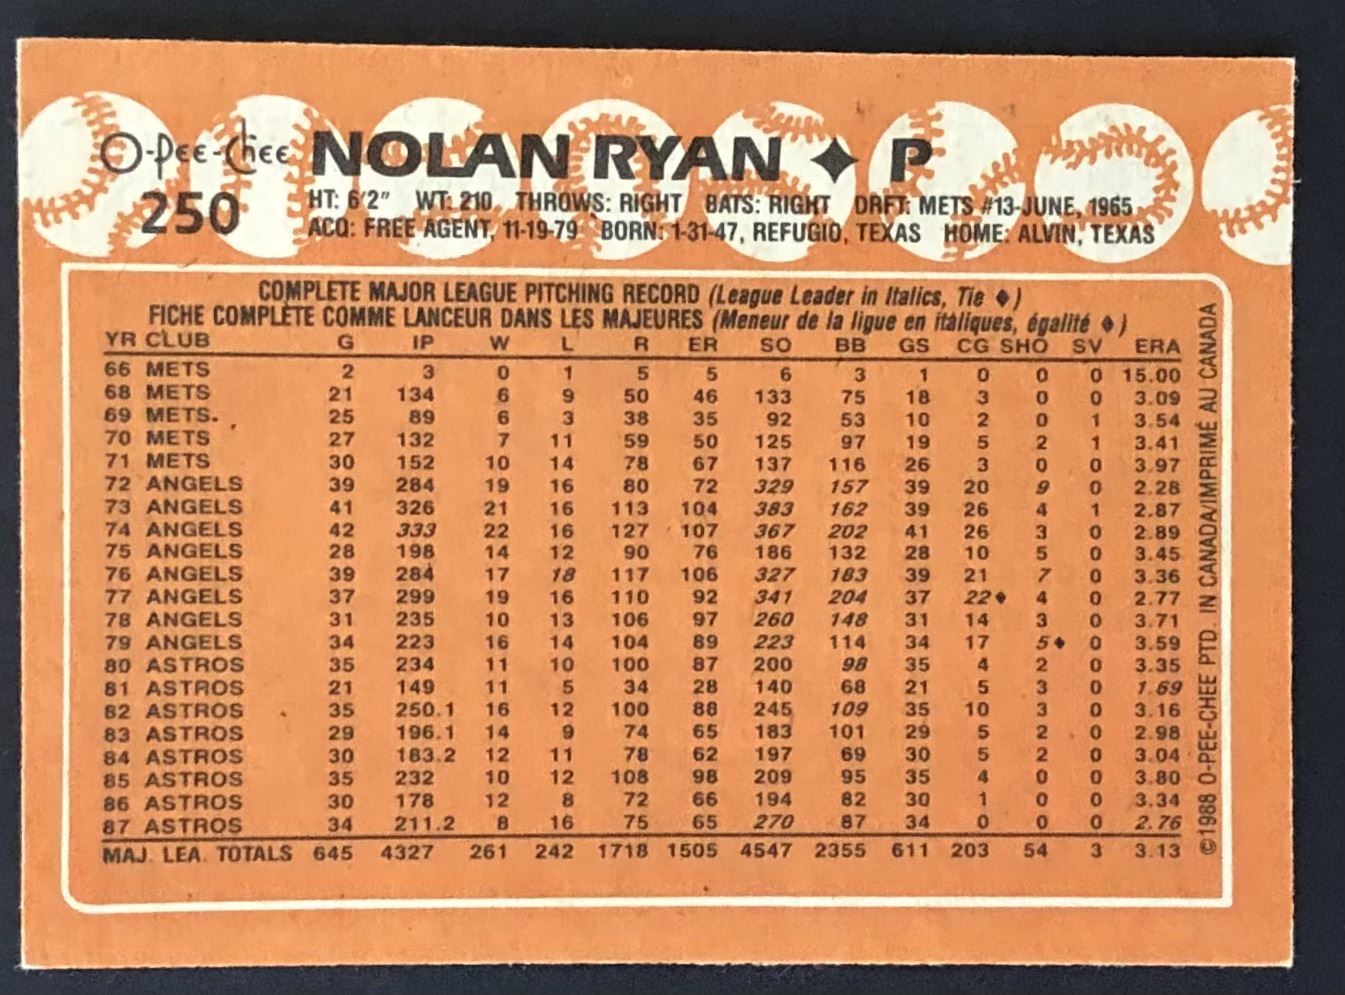 O-Pee-Chee NOLAN RYAN ♦ P
250 HT: 6'2" WT: 210 THROWS: RIGHT BATS: RIGHT DRFT: METS #13-JUNE, 1965
ACQ: FREE AGENT, 11-19-79 BORN: 1-31-47, REFUGIO, TEXAS HOME: ALVIN, TEXAS
COMPLETE MAJOR LEAGUE PITCHING RECORD (League Leader in Italics, Tie ♦)
FICHE COMPLÈTE COMME LANCEUR DANS LES MAJEURES (Meneur de la ligue en italiques, égalité ♦)
YR CLUB G IP W L R ER SO BB GS CG SHO SV ERA
66 METS 2 3 0 1 5 5 6 3 1 0 0 0 15.00
68 METS 21 134 6 9 50 46 133 75 18 3 0 0 3.09
69 METS. 25 89 6 3 38 35 92 53 10 2 0 1 3.54
70 METS 27 132 7 11 59 50 125 97 19 5 2 1 3.41
71 METS 30 152 10 14 78 67 137 116 26 3 0 0 3.97
72 ANGELS 39 284 19 16 80 72 329 157 39 20 9 0 2.28
73 ANGELS 41 326 21 16 113 104 383 162 39 26 4 1 2.87
74 ANGELS 42 333 22 16 127 107 367 202 41 26 3 0 2.89
75 ANGELS 28 198 14 12 90 76 186 132 28 10 5 0 3.45
76 ANGELS 39 284 17 18 117 106 327 183 39 21 7 0 3.36
77 ANGELS 37 299 19 16 110 92 341 204 37 22♦ 4 0 2.77
78 ANGELS 31 235 10 13 106 97 260 148 31 14 3 0 3.71
79 ANGELS 34 223 16 14 104 89 223 114 34 17 5♦ 0 3.59
80 ASTROS 35 234 11 10 100 87 200 98 35 4 2 0 3.35
81 ASTROS 21 149 11 5 34 28 140 68 21 5 3 0 1.69
82 ASTROS 35 250.1 16 12 100 88 245 109 35 10 3 0 3.16
83 ASTROS 29 196.1 14 9 74 65 183 101 29 5 2 0 2.98
84 ASTROS 30 183.2 12 11 78 62 197 69 30 5 2 0 3.04
85 ASTROS 35 232 10 12 108 98 209 95 35 4 0 0 3.80
86 ASTROS 30 178 12 8 72 66 194 82 30 1 0 0 3.34
87 ASTROS 34 211.2 8 16 75 65 270 87 34 0 0 0 2.76
MAJ. LEA. TOTALS 645 4327 261 242 1718 1505 4547 2355 611 203 54 3 3.13
©1988 O-PEE-CHEE PTD. IN CANADA/IMPRIMÉ AU CANADA